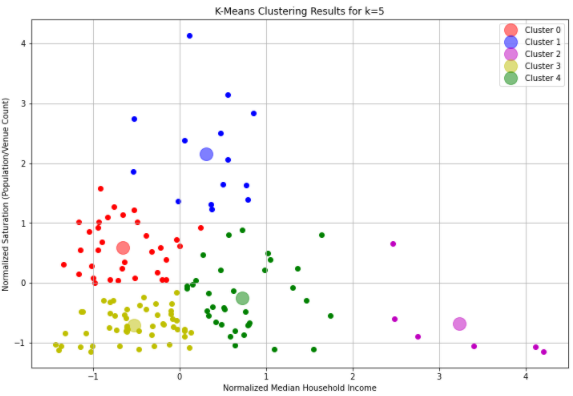 K-Means Clustering Results for k=5
Cluster 0
Cluster 1
Cluster 2
Cluster 3
Cluster 4
4
3
2
1
0
−1
Normalized Saturation (Population/Venue Count)
−1
0
1
2
3
4
Normalized Median Household Income